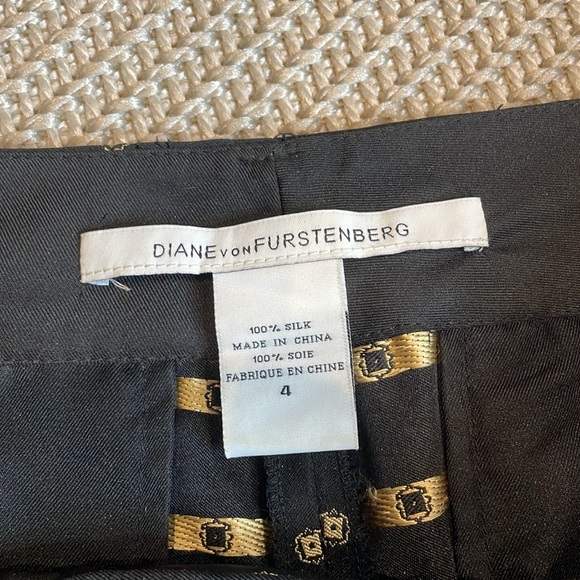 DIANE VON FURSTENBERG
100% SILK
MADE IN CHINA
100% SOIE
FABRIQUE EN CHINE
4